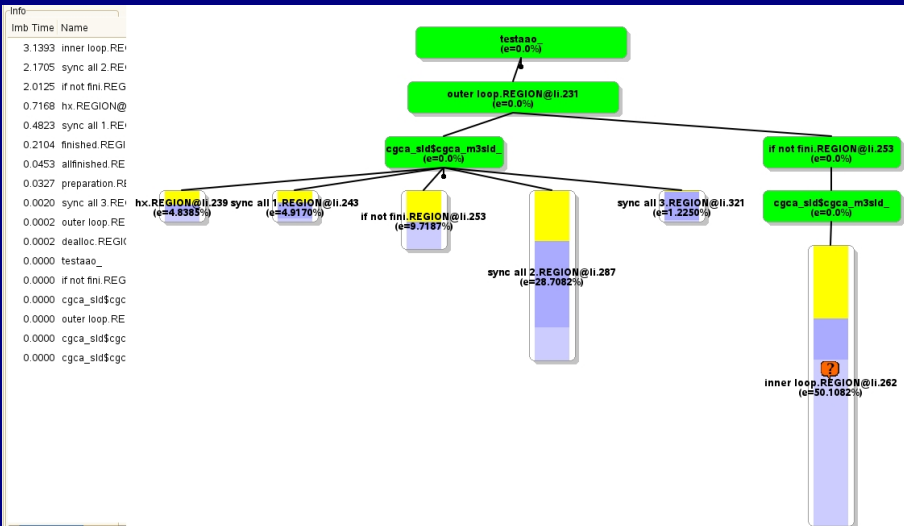 Info
Imb Time Name
3.1393 inner loop.RE
2.1705 sync all 2.RE
2.0125 if not fini.REG
0.7168 hx.REGION@
0.4823 sync all 1.RE
0.2104 finished.REGI
0.0453 allfinished.RE
0.0327 preparation.RE
0.0020 sync all 3.RE
0.0002 outer loop.RE
0.0002 dealloc.REGIO
0.0000 testaao_
0.0000 if not fini.REG
0.0000 cgca_sld$cgc
0.0000 outer loop.RE
0.0000 cgca_sld$cgc
0.0000 cgca_sld$cgc
testaao_
(e=0.0%)
outer loop.REGION@li.231
(e=0.0%)
cgca_sld$cgca_m3sld_
(e=0.0%)
if not fini.REGION@li.253
(e=0.0%)
hx.REGION@li.239
(e=4.8385%)
sync all 1.REGION@li.243
(e=4.9170%)
if not fini.REGION@li.253
(e=9.7187%)
sync all 2.REGION@li.287
(e=28.7082%)
sync all 3.REGION@li.321
(e=1.2250%)
cgca_sld$cgca_m3sld_
(e=0.0%)
?
inner loop.REGION@li.262
(e=50.1082%)